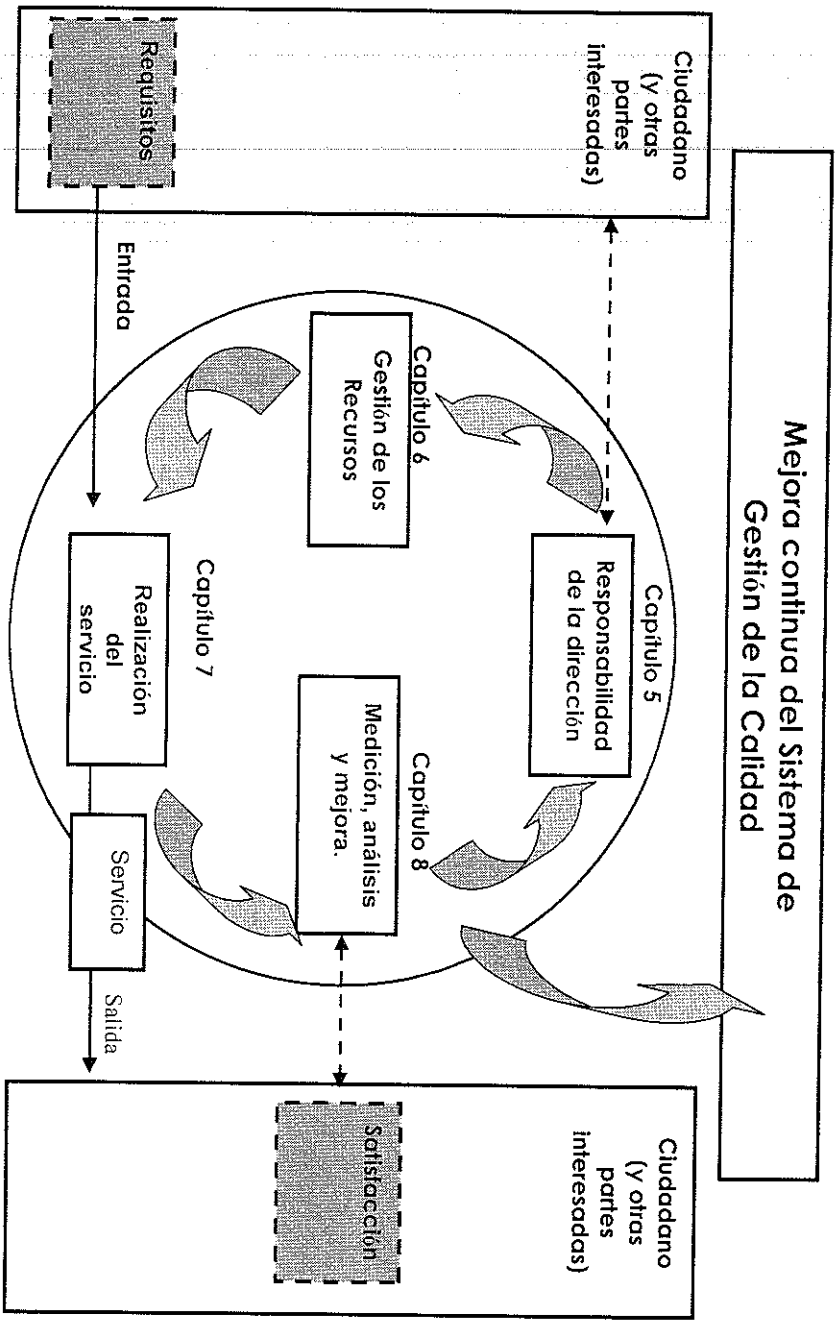 Mejora continua del Sistema de
Gestión de la Calidad
Ciudadano
(y otras
partes
interesadas)
Requisitos
Entrada
Capítulo 5
Responsabilidad
de la dirección
Capítulo 6
Gestión de los
Recursos
Capítulo 8
Medición, análisis
y mejora.
Capítulo 7
Realización
del
servicio
Servicio
Salida
Ciudadano
(y otras
partes
interesadas)
Satisfacción